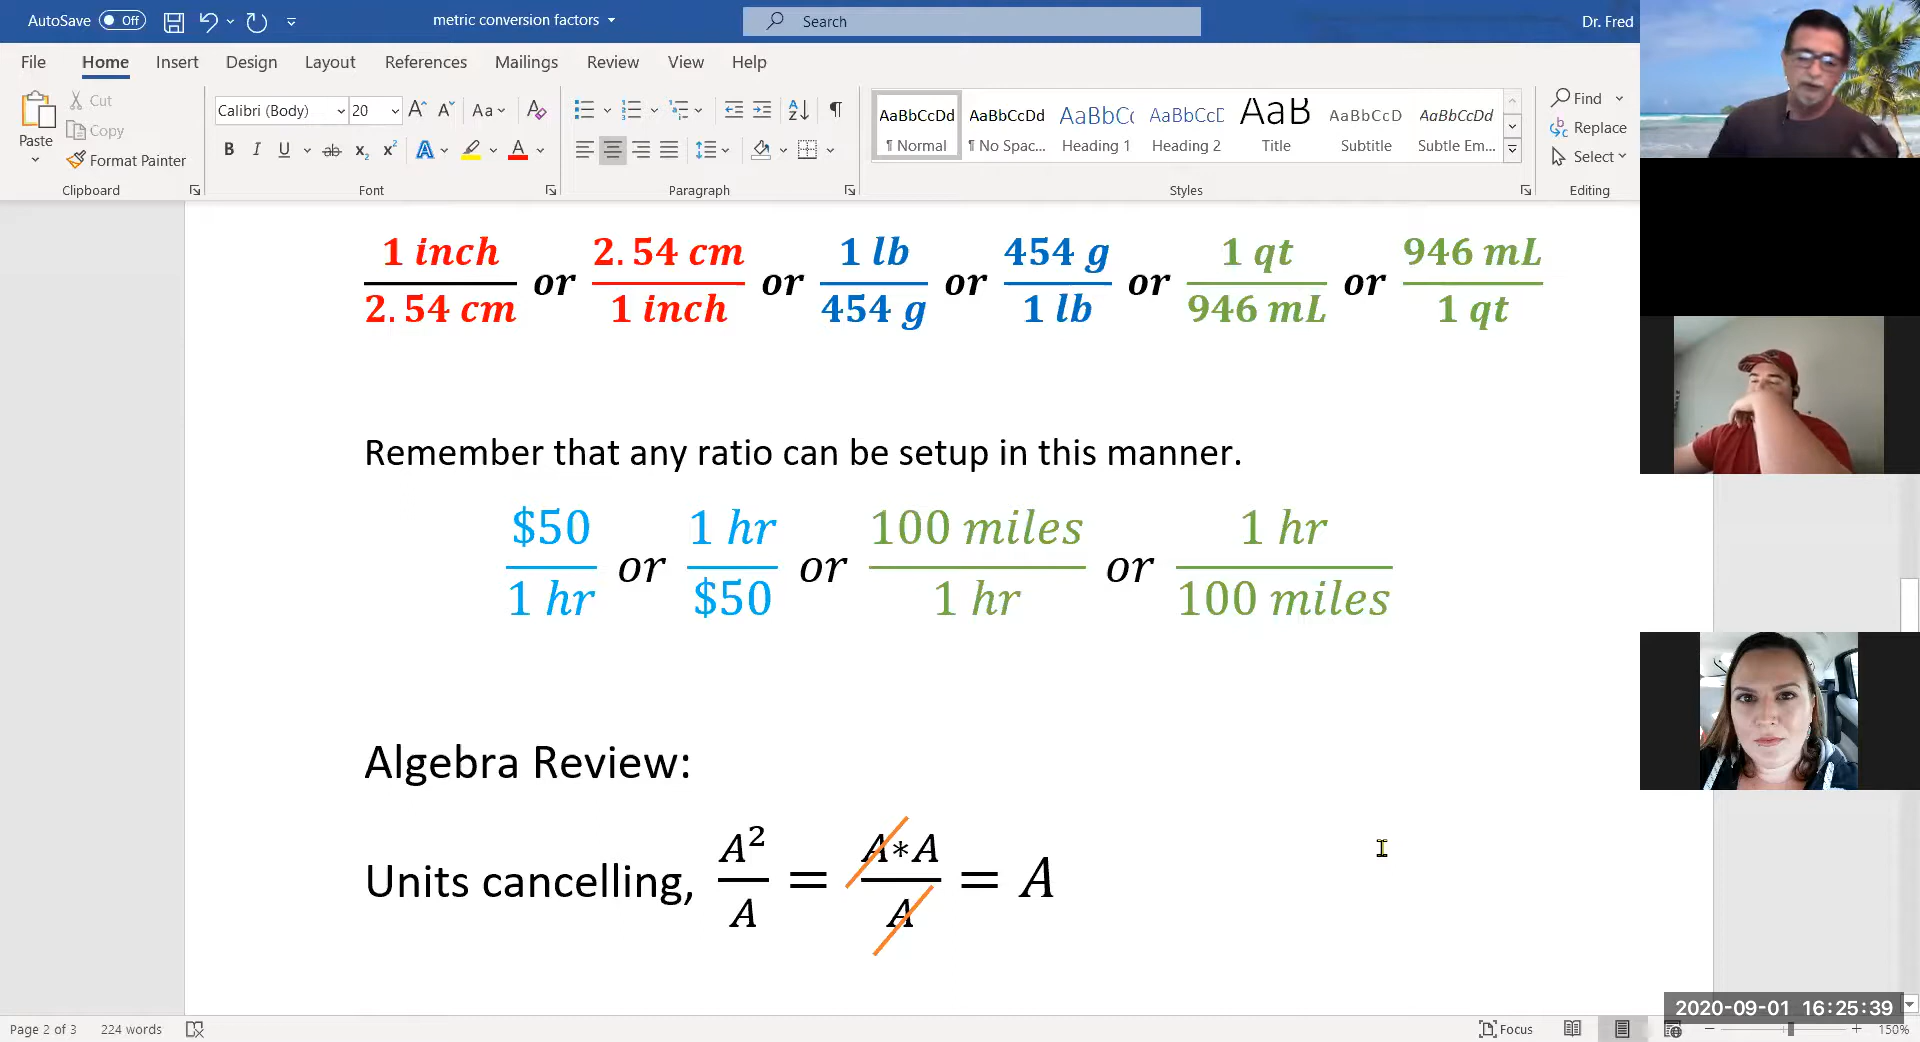 AutoSave Off metric conversion factors Search Dr. Fred
File Home Insert Design Layout References Mailings Review View Help
Paste
Cut
Copy
Format Painter
Clipboard
Calibri (Body) 20 Aa
B I U ab x₂ x² A A
Font
Paragraph
AaBbCcDd AaBbCcDd AaBbCc AaBbCcD AaB AaBbCcD AaBbCcDd
¶ Normal ¶ No Spac... Heading 1 Heading 2 Title Subtitle Subtle Em...
Styles
Find
Replace
Select
Editing
1 inch / 2.54 cm or 2.54 cm / 1 inch or 1 lb / 454 g or 454 g / 1 lb or 1 qt / 946 mL or 946 mL / 1 qt
Remember that any ratio can be setup in this manner.
$50 / 1 hr or 1 hr / $50 or 100 miles / 1 hr or 1 hr / 100 miles
Algebra Review:
Units cancelling, A² / A = A*A / A = A
2020-09-01 16:25:39
Page 2 of 3 224 words Focus 150%